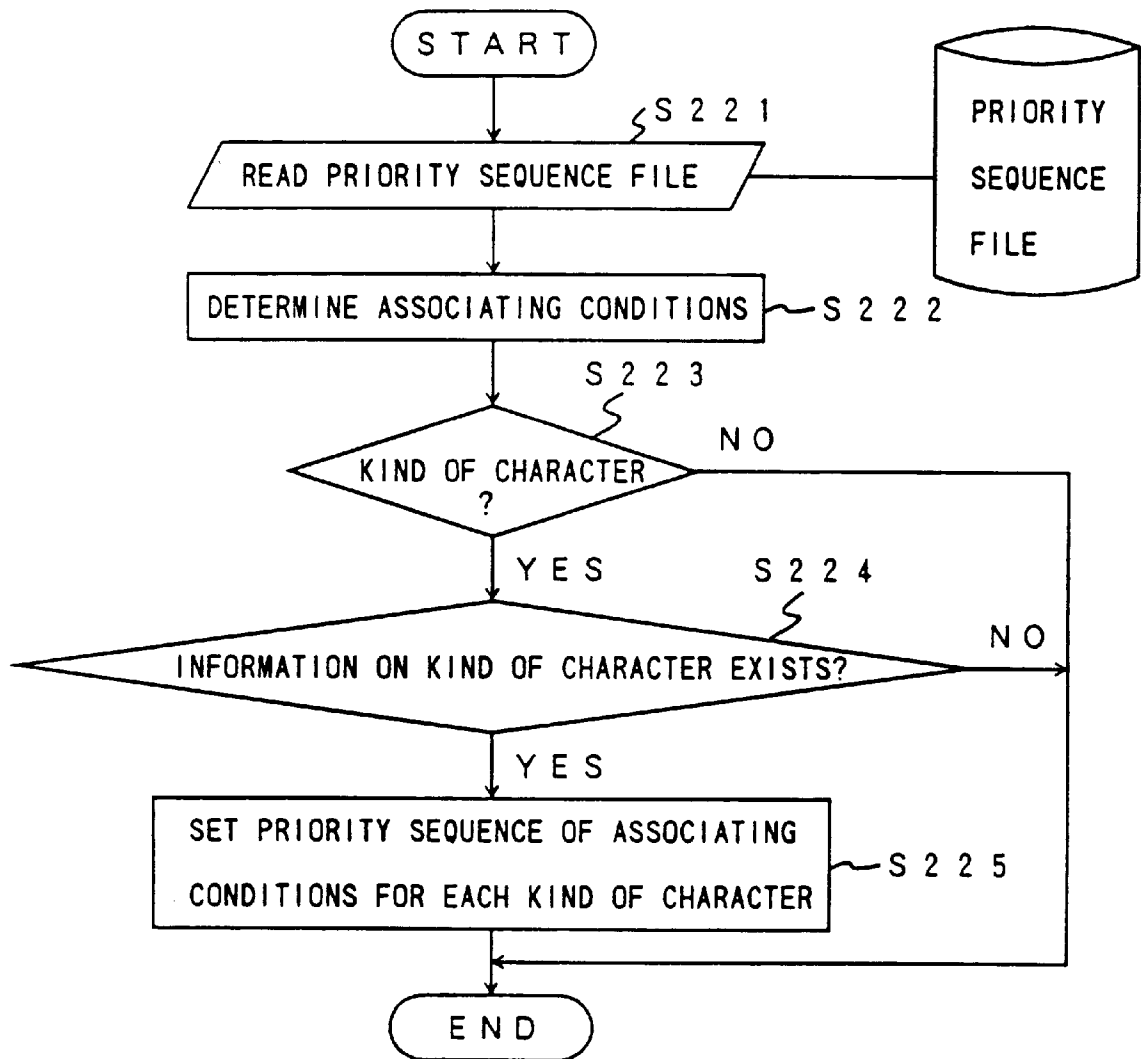 START
S221
READ PRIORITY SEQUENCE FILE
PRIORITY
SEQUENCE
FILE
DETERMINE ASSOCIATING CONDITIONS
S222
S223
KIND OF CHARACTER
?
NO
YES
S224
INFORMATION ON KIND OF CHARACTER EXISTS?
NO
YES
SET PRIORITY SEQUENCE OF ASSOCIATING
CONDITIONS FOR EACH KIND OF CHARACTER
S225
END